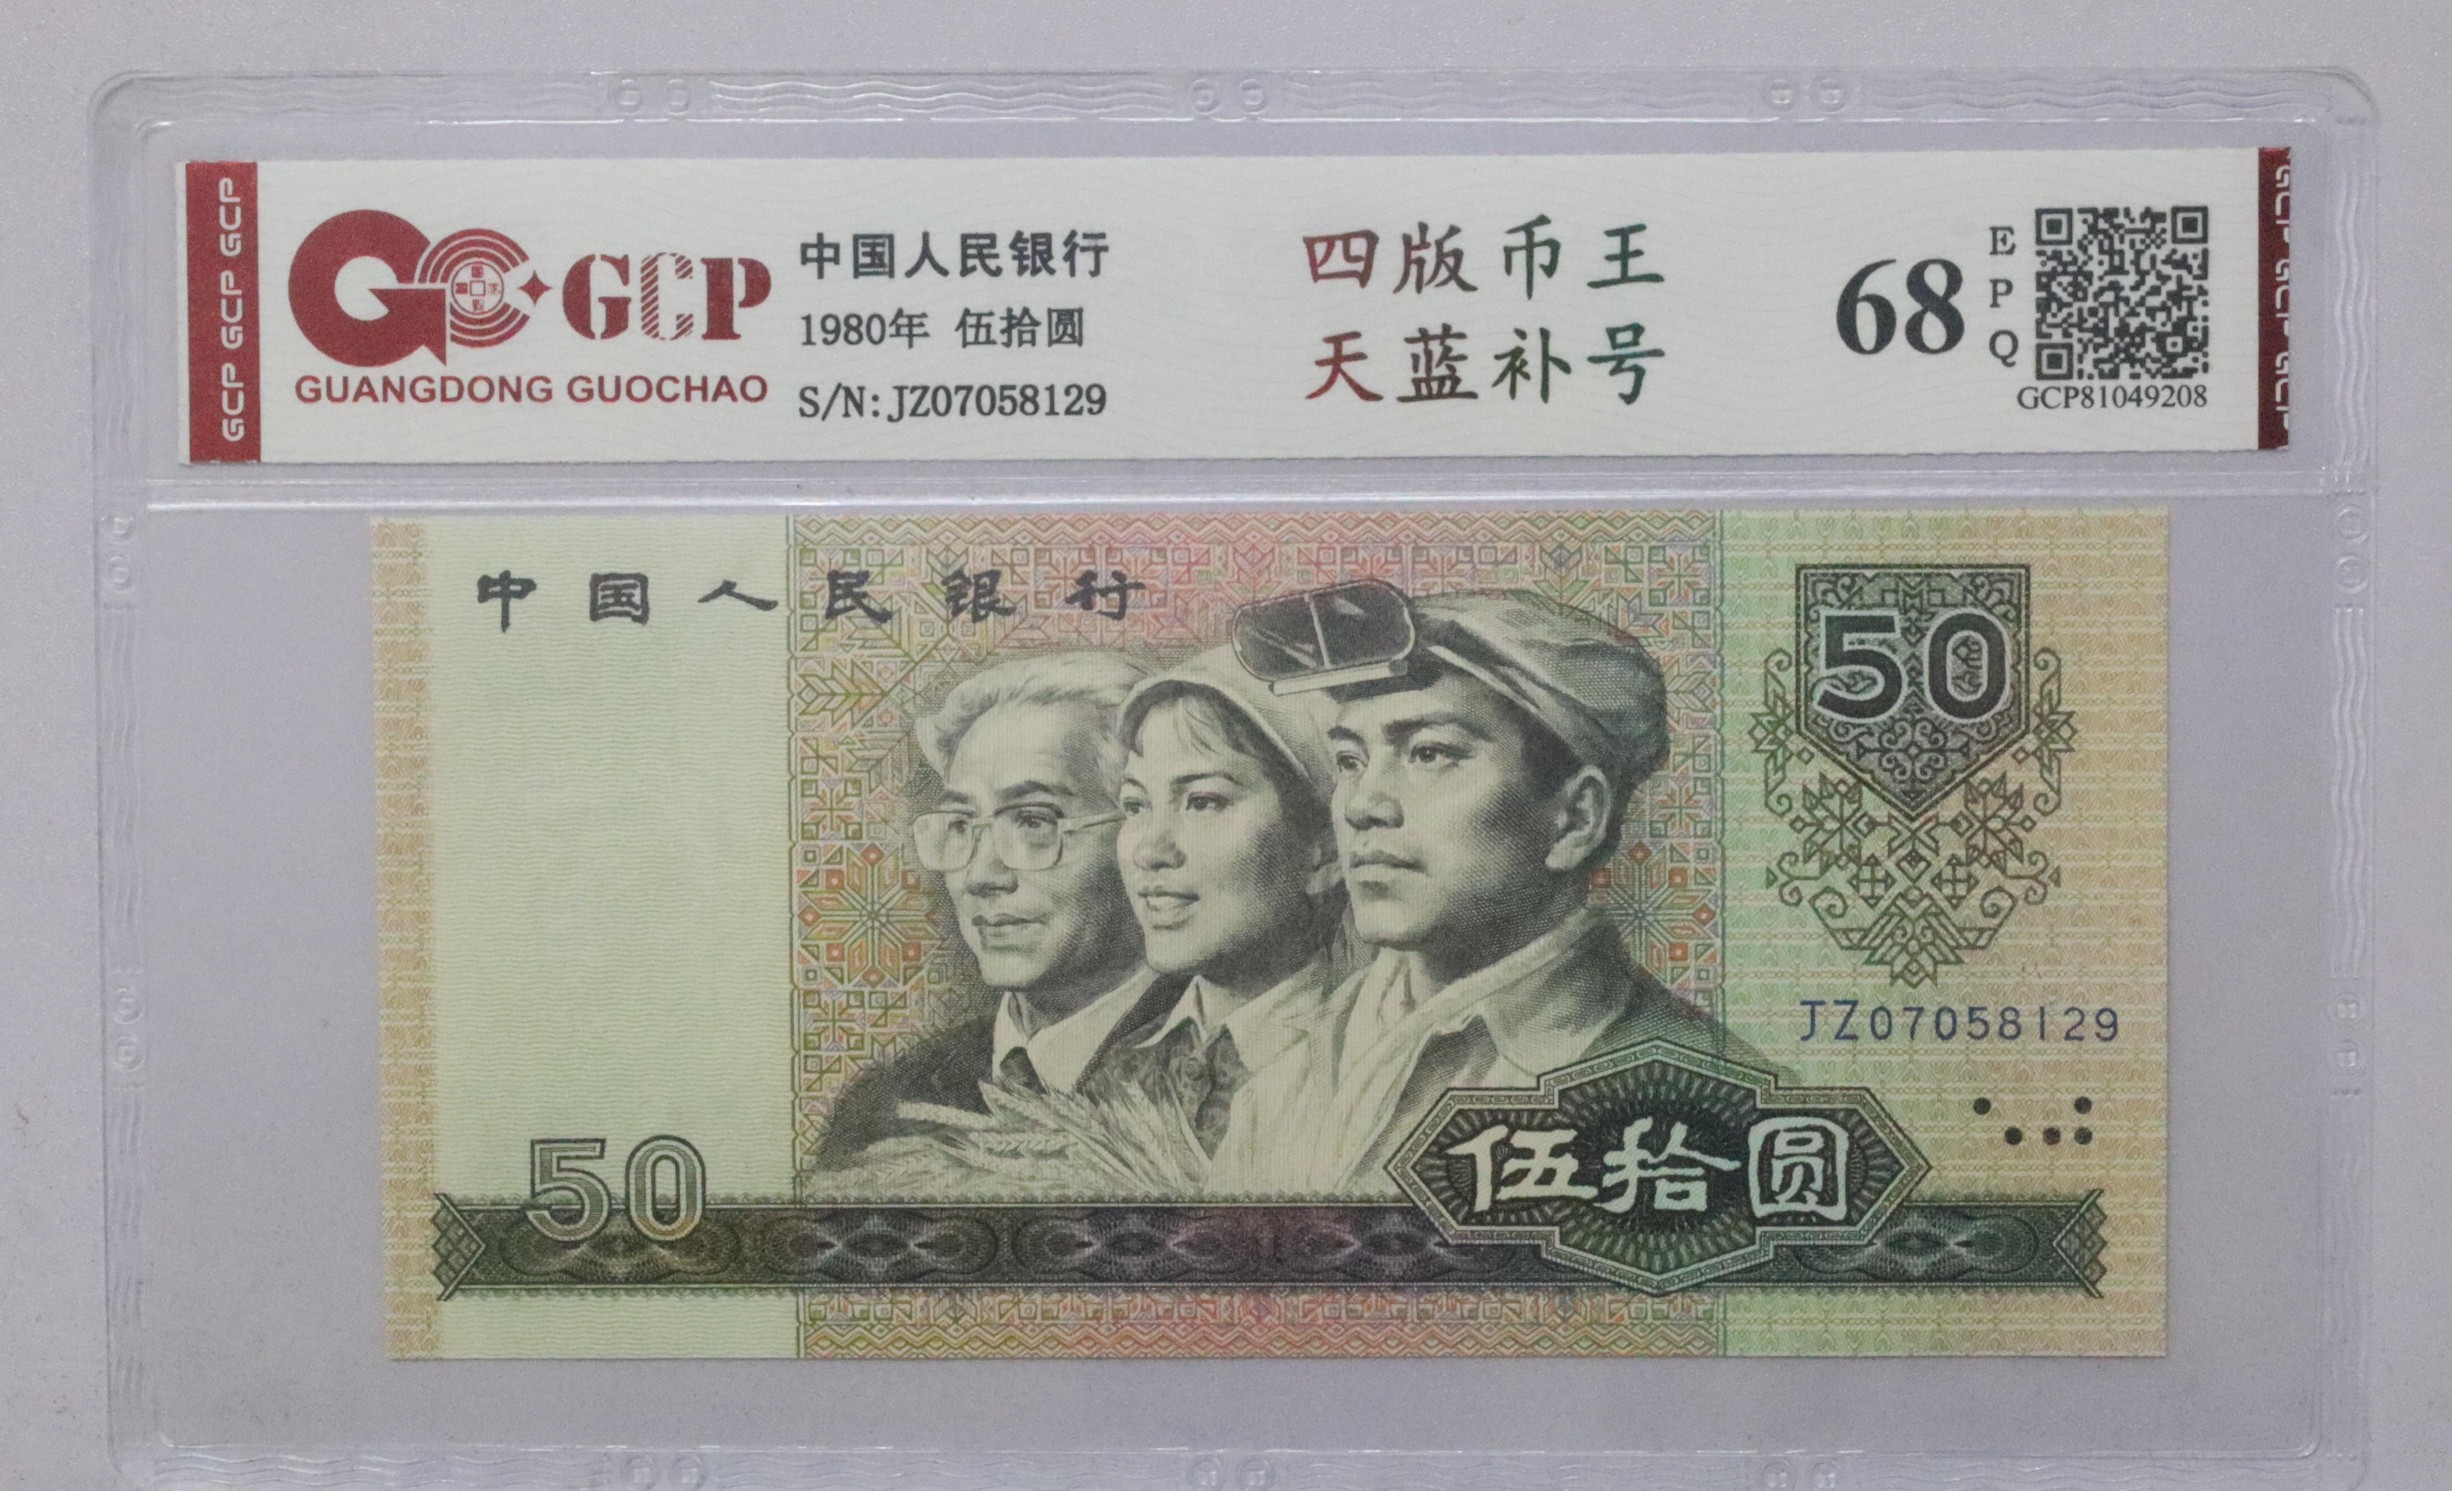 GCP GCP GCP
GCP
GUANGDONG GUOCHAO
中国人民银行
1980年 伍拾圆
S/N: JZ07058129
四版币王
天蓝补号
68
EPQ
GCP81049208
GCP GCP GCP
中国人民银行
50
JZ07058129
50
伍拾圆